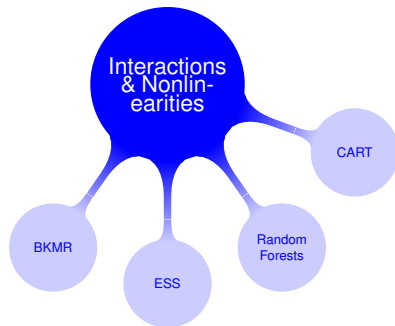 Interactions
& Nonlin-
earities
CART
Random
Forests
BKMR
ESS